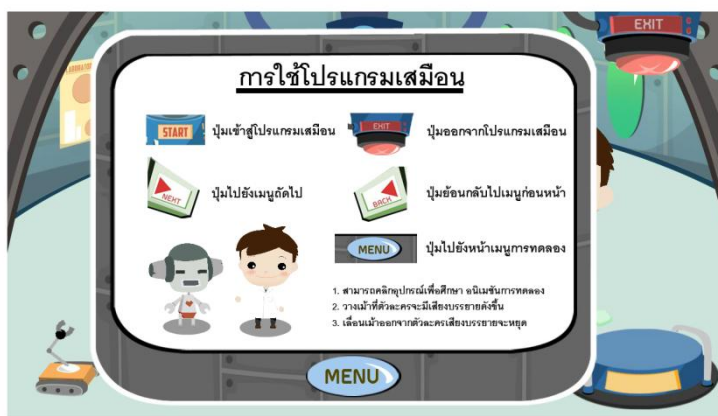 EXIT
การใช้โปรแกรมเสมือน
START ปุ่มเข้าสู่โปรแกรมเสมือน
EXIT ปุ่มออกจากโปรแกรมเสมือน
NEXT ปุ่มไปยังเมนูถัดไป
BACK ปุ่มย้อนกลับไปเมนูก่อนหน้า
MENU ปุ่มไปยังหน้าเมนูการทดลอง
1. สามารถคลิกอุปกรณ์เพื่อศึกษา อนิเมชันการทดลอง
2. วางเม้าที่ตัวละครจะมีเสียงบรรยายดังขึ้น
3. เลื่อนเม้าออกจากตัวละครเสียงบรรยายจะหยุด
MENU